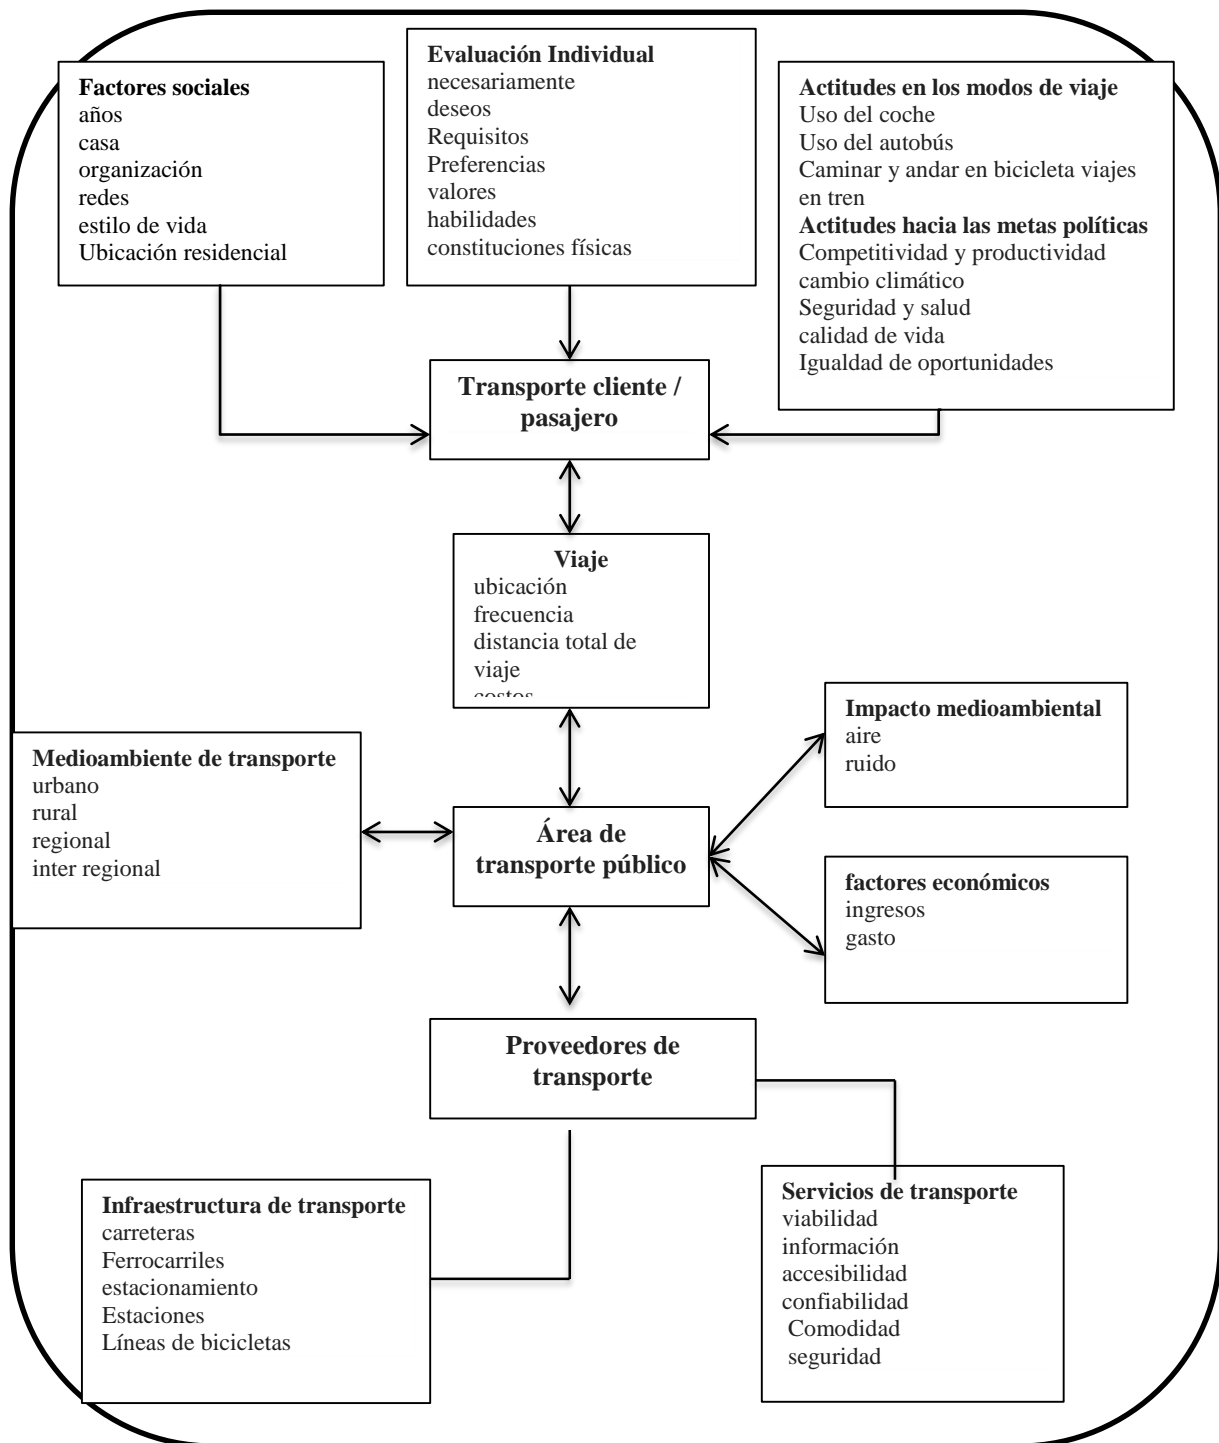 Factores sociales
años
casa
organización
redes
estilo de vida
Ubicación residencial
Evaluación Individual
necesariamente
deseos
Requisitos
Preferencias
valores
habilidades
constituciones físicas
Actitudes en los modos de viaje
Uso del coche
Uso del autobús
Caminar y andar en bicicleta viajes
en tren
Actitudes hacia las metas políticas
Competitividad y productividad
cambio climático
Seguridad y salud
calidad de vida
Igualdad de oportunidades
Transporte cliente /
pasajero
Viaje
ubicación
frecuencia
distancia total de
viaje
costos
Impacto medioambiental
aire
ruido
Medioambiente de transporte
urbano
rural
regional
inter regional
Área de
transporte público
factores económicos
ingresos
gasto
Proveedores de
transporte
Infraestructura de transporte
carreteras
Ferrocarriles
estacionamiento
Estaciones
Líneas de bicicletas
Servicios de transporte
viabilidad
información
accesibilidad
confiabilidad
Comodidad
seguridad